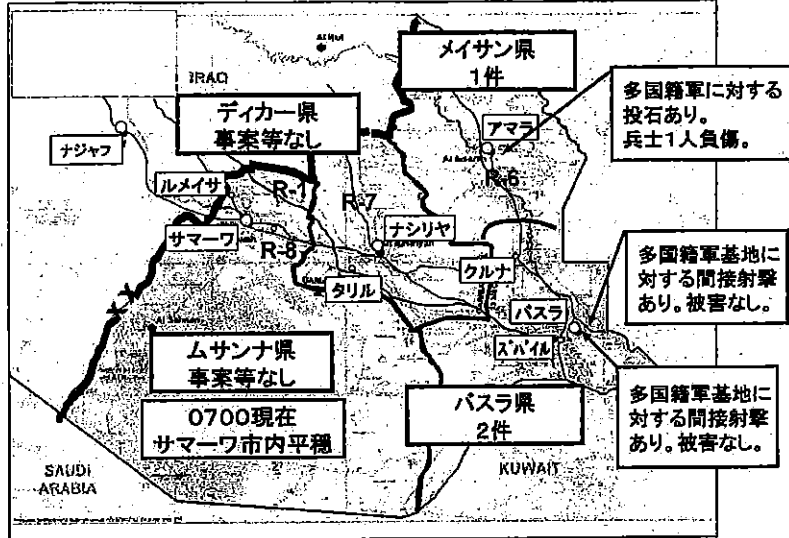 メイサン県
1件
IRAQ
ディカー県
事案等なし
多国籍軍に対する
投石あり。
兵士1人負傷。
ナジャフ
アマラ
ルメイサ
R-1
R-7
R-6
サマーワ
R-8
ナシリヤ
クルナ
タリル
多国籍軍基地に
対する間接射撃
あり。被害なし。
バスラ
ズバイル
ムサンナ県
事案等なし
0700現在
サマーワ市内平穏
バスラ県
2件
多国籍軍基地に
対する間接射撃
あり。被害なし。
SAUDI
ARABIA
KUWAIT